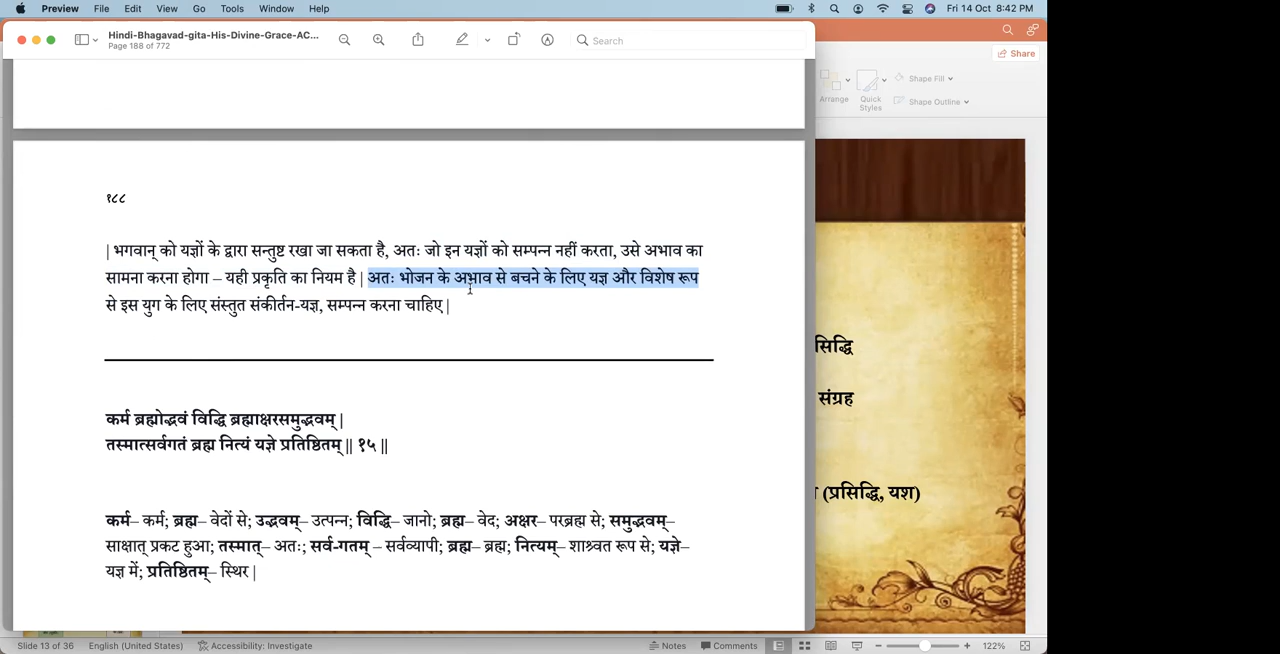 Preview File Edit View Go Tools Window Help Fri 14 Oct 8:42 PM
Hindi-Bhagavad-gita-His-Divine-Grace-AC...
Page 188 of 772
Search
Share
Shape Fill
Arrange Quick Styles
Shape Outline
१८८
| भगवान् को यज्ञों के द्वारा सन्तुष्ट रखा जा सकता है, अतः जो इन यज्ञों को सम्पन्न नहीं करता, उसे अभाव का
सामना करना होगा – यही प्रकृति का नियम है | अतः भोजन के अभाव से बचने के लिए यज्ञ और विशेष रूप
से इस युग के लिए संस्तुत संकीर्तन-यज्ञ, सम्पन्न करना चाहिए |
कर्म ब्रह्मोद्भवं विद्धि ब्रह्माक्षरसमुद्भवम् |
तस्मात्सर्वगतं ब्रह्म नित्यं यज्ञे प्रतिष्ठितम् || १५ ||
कर्म– कर्म; ब्रह्म– वेदों से; उद्भवम्– उत्पन्न; विद्धि– जानो; ब्रह्म– वेद; अक्षर– परब्रह्म से; समुद्भवम्–
साक्षात् प्रकट हुआ; तस्मात्– अतः; सर्व-गतम् – सर्वव्यापी; ब्रह्म– ब्रह्म; नित्यम्– शाश्र्वत रूप से; यज्ञे–
यज्ञ में; प्रतिष्ठितम्– स्थिर |
सिद्धि
संग्रह
(प्रसिद्धि, यश)
Slide 13 of 36 English (United States) Accessibility: Investigate Notes Comments 122%